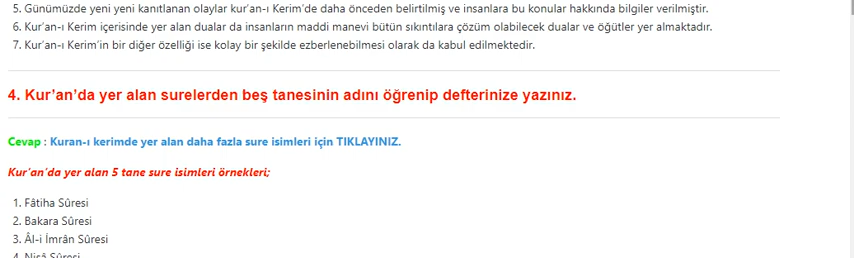 5. Günümüzde yeni yeni kanıtlanan olaylar kur’an-ı Kerim’de daha önceden belirtilmiş ve insanlara bu konular hakkında bilgiler verilmiştir.
6. Kur’an-ı Kerim içerisinde yer alan dualar da insanların maddi manevi bütün sıkıntılara çözüm olabilecek dualar ve öğütler yer almaktadır.
7. Kur’an-ı Kerim’in bir diğer özelliği ise kolay bir şekilde ezberlenebilmesi olarak da kabul edilmektedir.
4. Kur’an’da yer alan surelerden beş tanesinin adını öğrenip defterinize yazınız.
Cevap : Kuran-ı kerimde yer alan daha fazla sure isimleri için TIKLAYINIZ.
Kur’an’da yer alan 5 tane sure isimleri örnekleri;
1. Fâtiha Sûresi
2. Bakara Sûresi
3. Âl-i İmrân Sûresi
4. Nisâ Sûresi